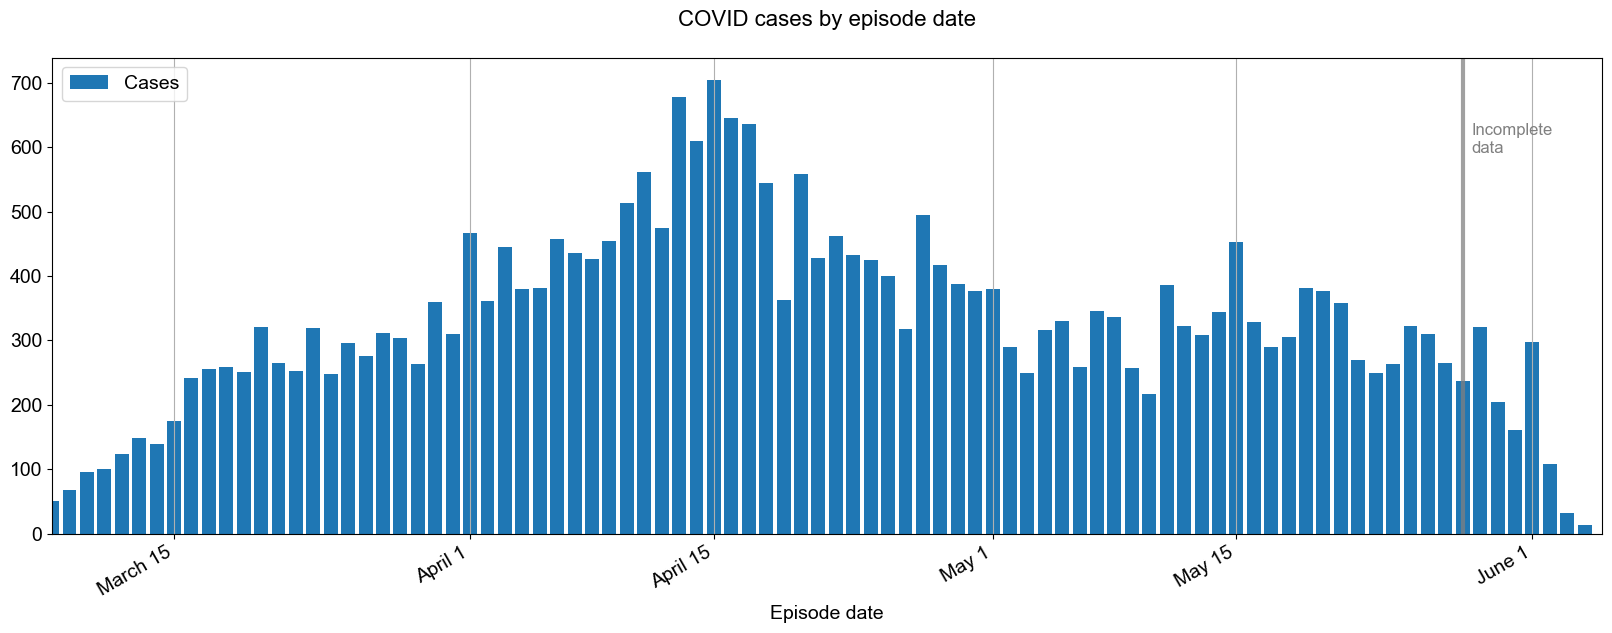 COVID cases by episode date
Cases
700
600
500
400
300
200
100
0
Incomplete
data
March 15
April 1
April 15
May 1
May 15
June 1
Episode date